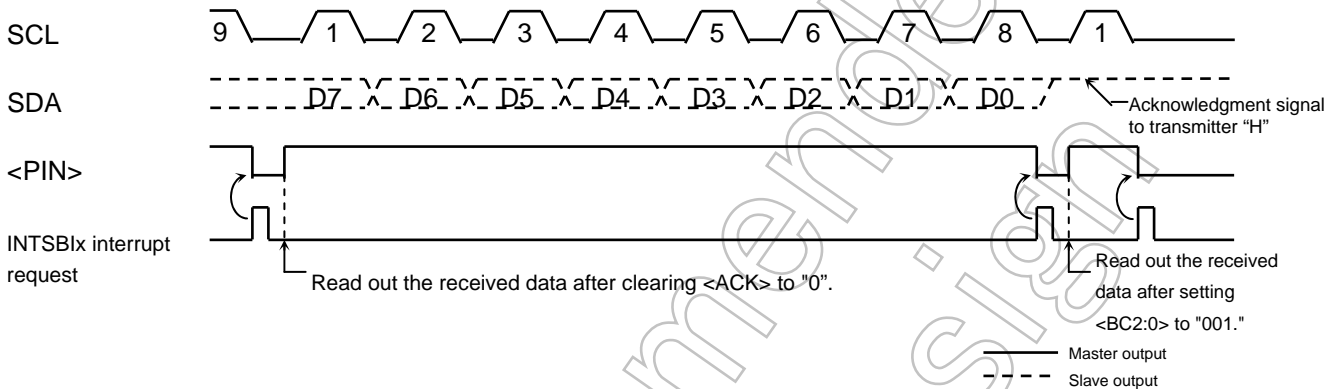 SCL 9 1 2 3 4 5 6 7 8 1
SDA D7 D6 D5 D4 D3 D2 D1 D0
Acknowledgment signal
to transmitter “H”
<PIN>
INTSBIx interrupt
request
Read out the received data after clearing <ACK> to "0”.
Read out the received
data after setting
<BC2:0> to "001."
Master output
Slave output